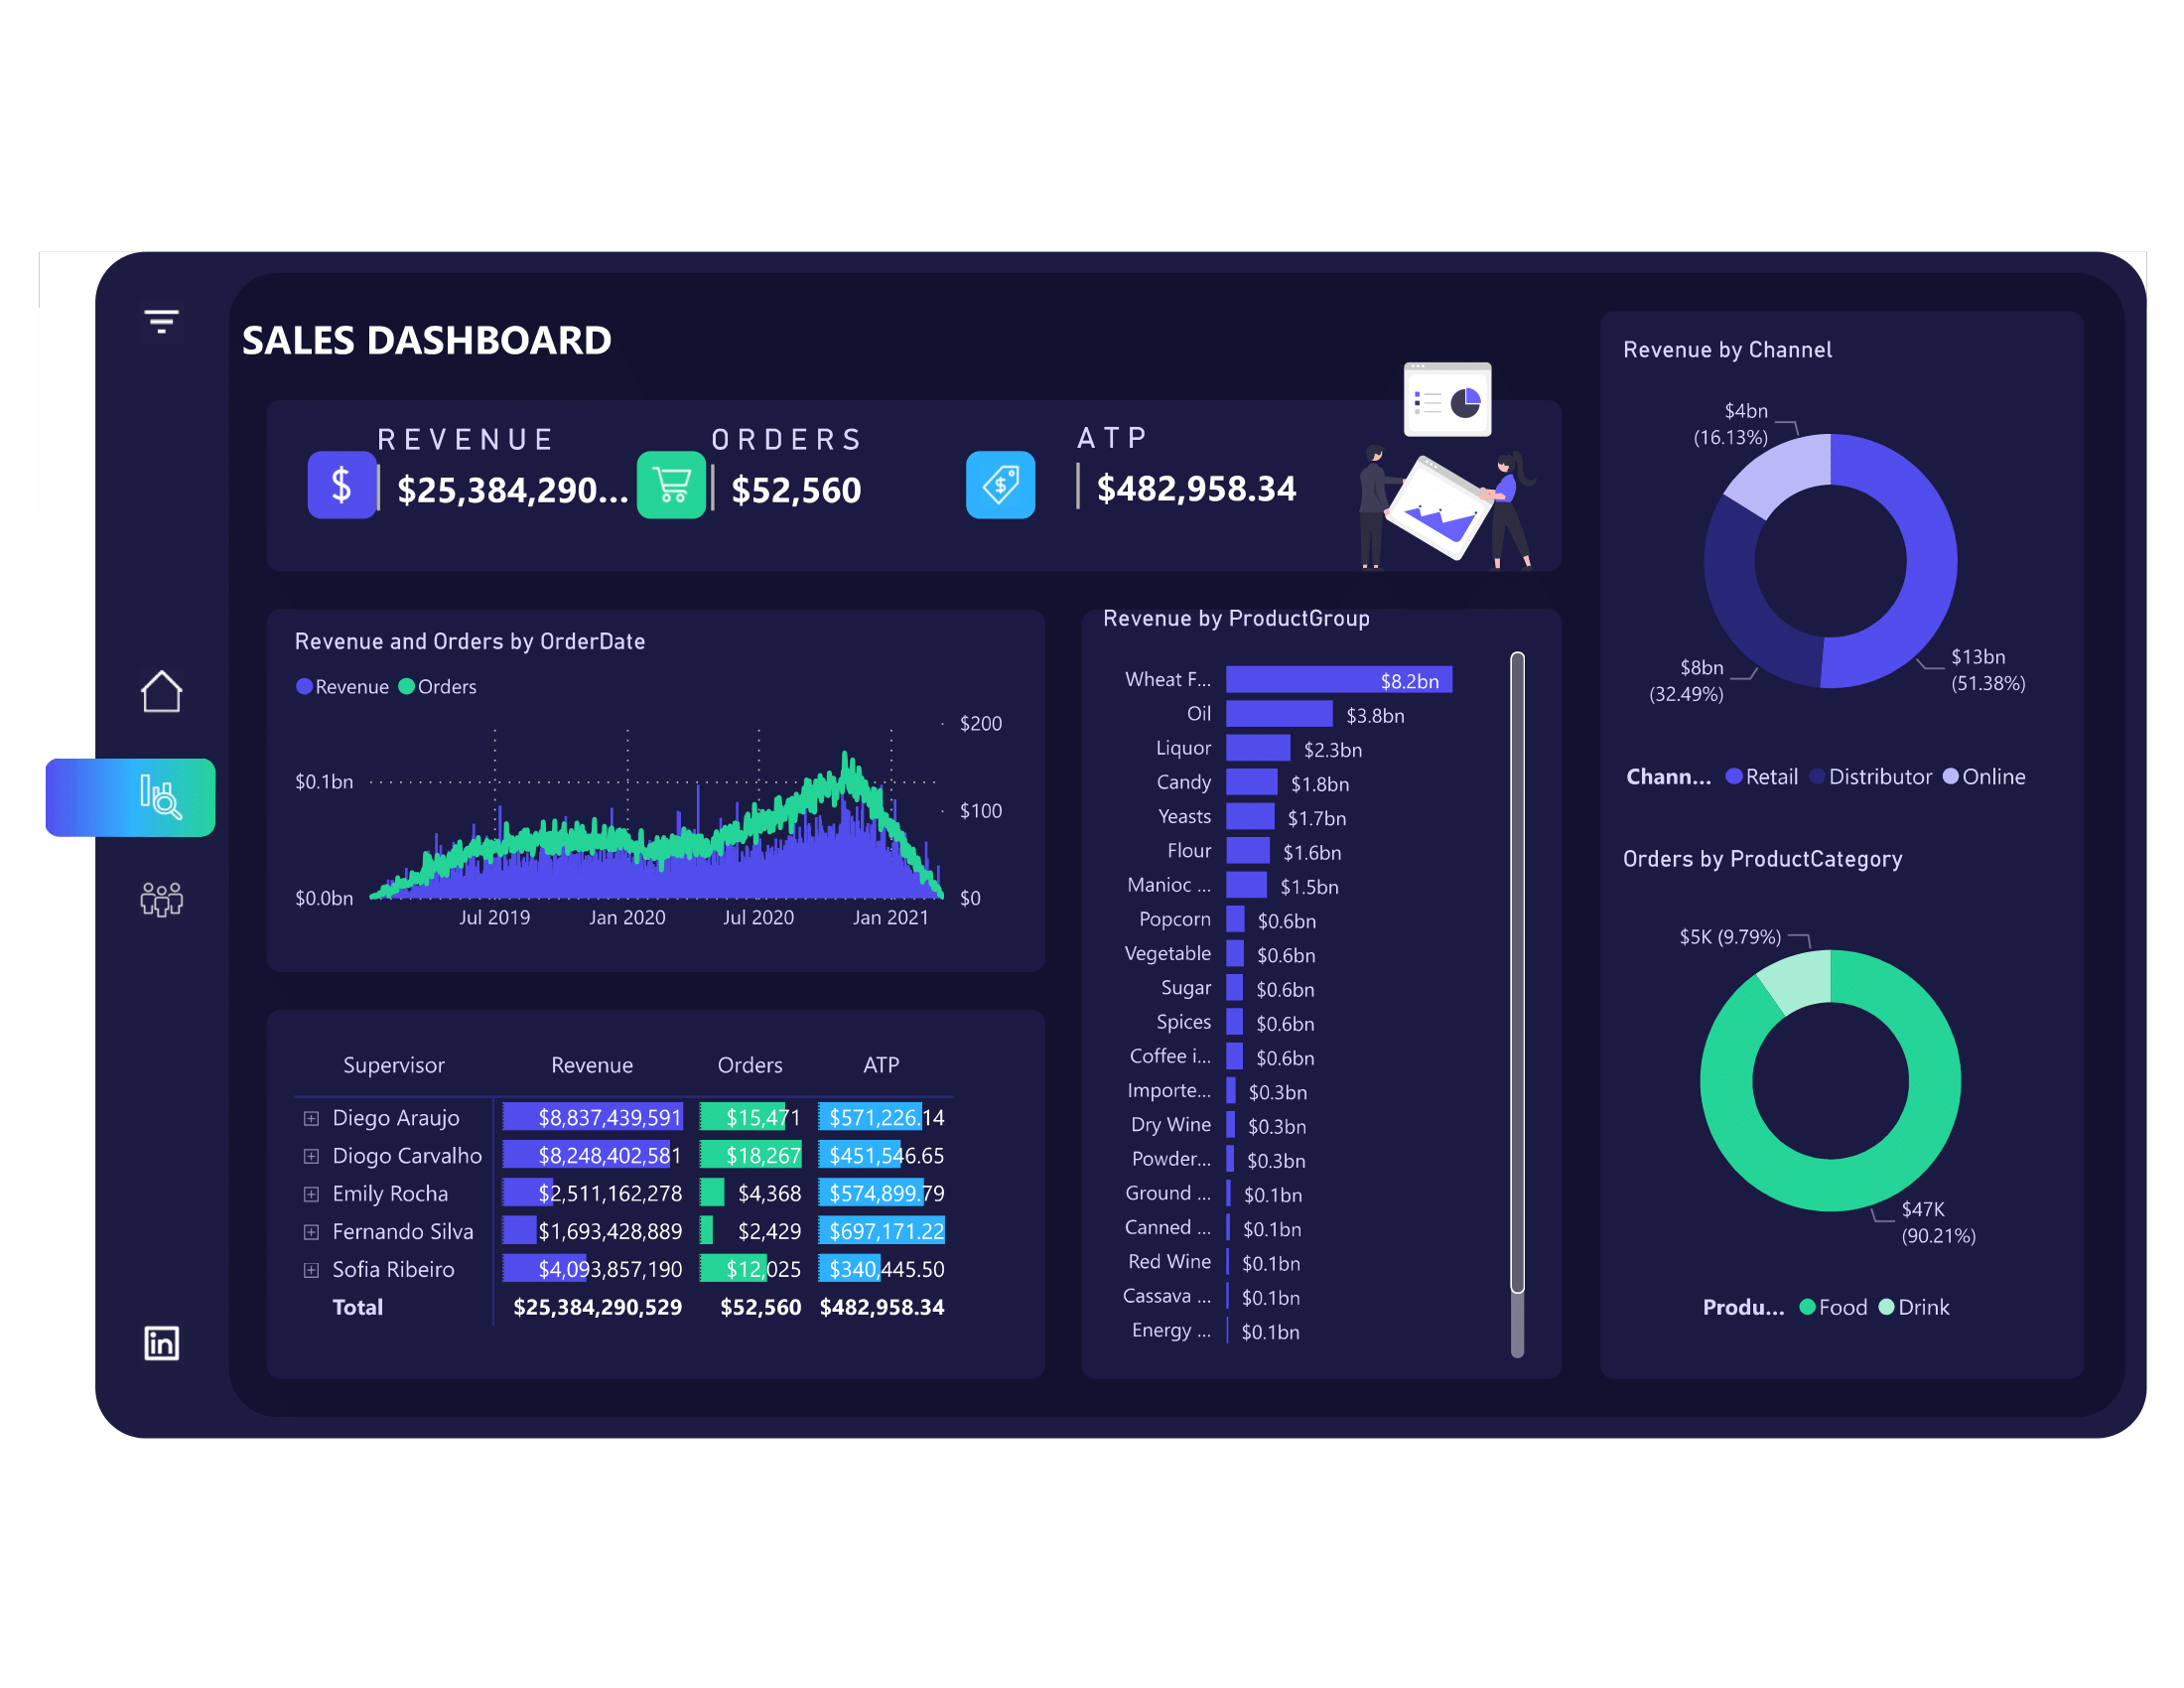 SALES DASHBOARD
REVENUE
$25,384,290...
ORDERS
$52,560
ATP
$482,958.34
Revenue and Orders by OrderDate
Revenue Orders
$0.1bn
$0.0bn
$200
$100
$0
Jul 2019 Jan 2020 Jul 2020 Jan 2021
Supervisor Revenue Orders ATP
Diego Araujo $8,837,439,591 $15,471 $571,226.14
Diogo Carvalho $8,248,402,581 $18,267 $451,546.65
Emily Rocha $2,511,162,278 $4,368 $574,899.79
Fernando Silva $1,693,428,889 $2,429 $697,171.22
Sofia Ribeiro $4,093,857,190 $12,025 $340,445.50
Total $25,384,290,529 $52,560 $482,958.34
Revenue by ProductGroup
Wheat F... $8.2bn
Oil $3.8bn
Liquor $2.3bn
Candy $1.8bn
Yeasts $1.7bn
Flour $1.6bn
Manioc ... $1.5bn
Popcorn $0.6bn
Vegetable $0.6bn
Sugar $0.6bn
Spices $0.6bn
Coffee i... $0.6bn
Importe... $0.3bn
Dry Wine $0.3bn
Powder... $0.3bn
Ground ... $0.1bn
Canned ... $0.1bn
Red Wine $0.1bn
Cassava ... $0.1bn
Energy ... $0.1bn
Revenue by Channel
$4bn
(16.13%)
$8bn
(32.49%)
$13bn
(51.38%)
Chann... Retail Distributor Online
Orders by ProductCategory
$5K (9.79%)
$47K
(90.21%)
Produ... Food Drink
in